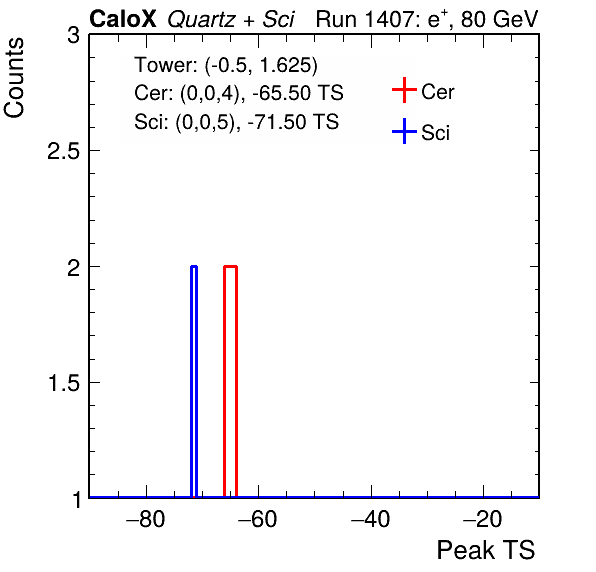 CaloX Quartz + Sci Run 1407: e⁺, 80 GeV
Counts
Tower: (-0.5, 1.625)
Cer: (0,0,4), -65.50 TS
Sci: (0,0,5), -71.50 TS
Cer
Sci
3
2.5
2
1.5
1
−80 −60 −40 −20
Peak TS